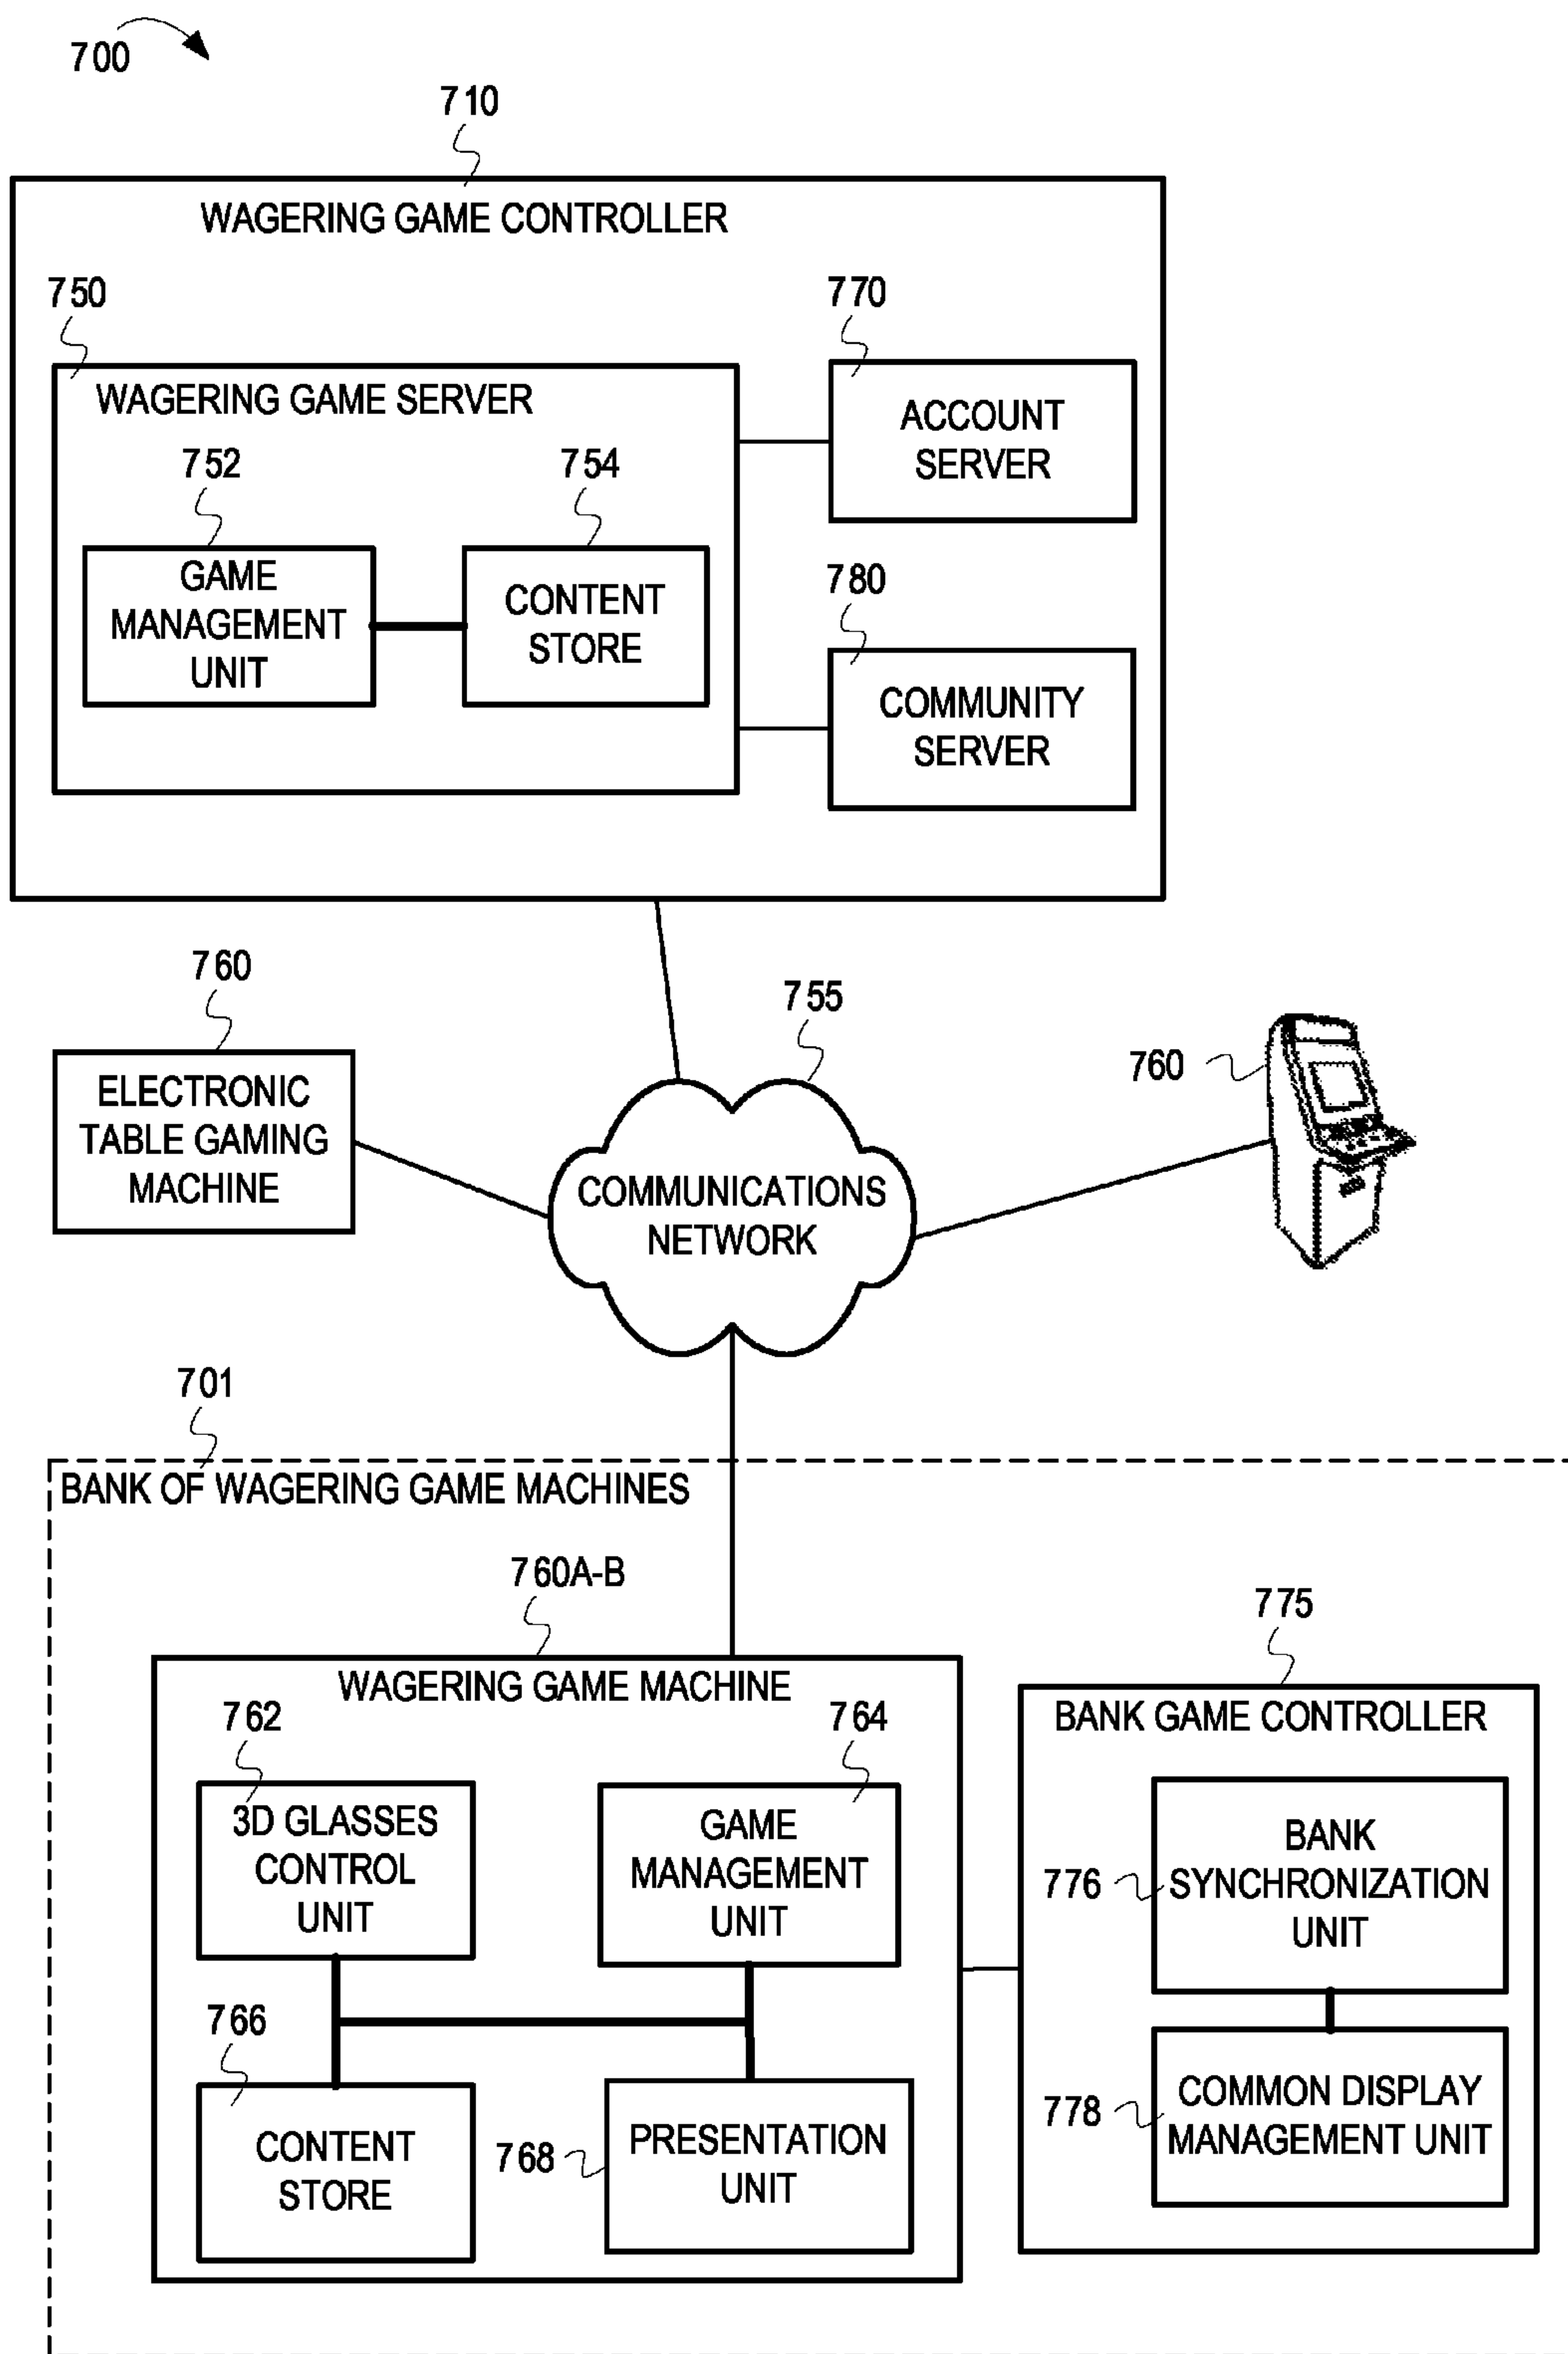 700
710
WAGERING GAME CONTROLLER
750
770
WAGERING GAME SERVER
ACCOUNT
SERVER
752
754
GAME
MANAGEMENT
UNIT
CONTENT
STORE
780
COMMUNITY
SERVER
760
755
760
ELECTRONIC
TABLE GAMING
MACHINE
COMMUNICATIONS
NETWORK
701
BANK OF WAGERING GAME MACHINES
760A-B
775
WAGERING GAME MACHINE
BANK GAME CONTROLLER
762
764
3D GLASSES
CONTROL
UNIT
GAME
MANAGEMENT
UNIT
776
BANK
SYNCHRONIZATION
UNIT
766
CONTENT
STORE
768
PRESENTATION
UNIT
778
COMMON DISPLAY
MANAGEMENT UNIT